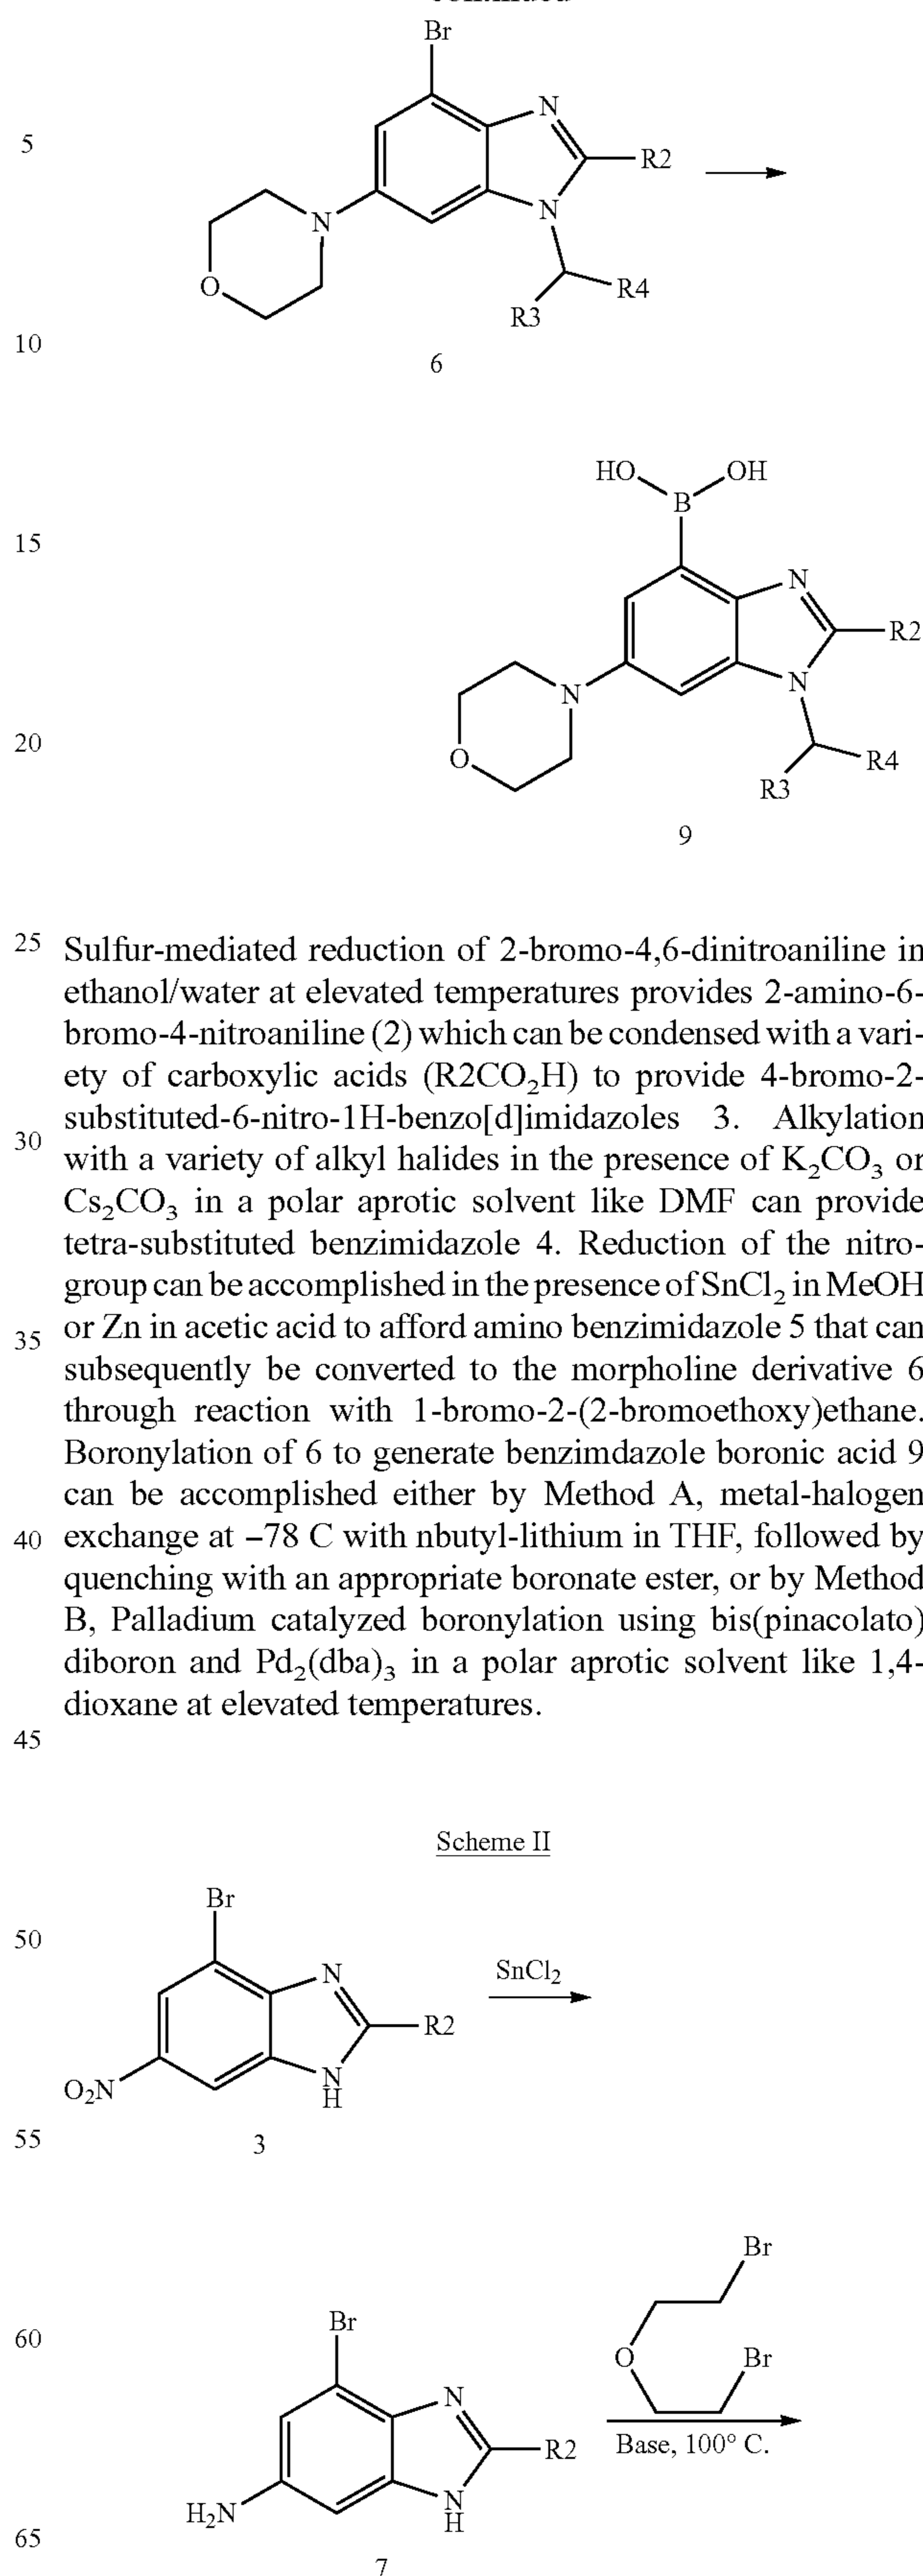 Br
N
5
R2
N
N
O
R4
R3
10
6
HO
OH
B
15
N
R2
N
N
20
O
R4
R3
9
25 Sulfur-mediated reduction of 2-bromo-4,6-dinitroaniline in
ethanol/water at elevated temperatures provides 2-amino-6-
bromo-4-nitroaniline (2) which can be condensed with a vari-
ety of carboxylic acids (R2CO₂H) to provide 4-bromo-2-
substituted-6-nitro-1H-benzo[d]imidazoles 3. Alkylation
30 with a variety of alkyl halides in the presence of K₂CO₃ or
Cs₂CO₃ in a polar aprotic solvent like DMF can provide
tetra-substituted benzimidazole 4. Reduction of the nitro-
group can be accomplished in the presence of SnCl₂ in MeOH
35 or Zn in acetic acid to afford amino benzimidazole 5 that can
subsequently be converted to the morpholine derivative 6
through reaction with 1-bromo-2-(2-bromoethoxy)ethane.
Boronylation of 6 to generate benzimdazole boronic acid 9
can be accomplished either by Method A, metal-halogen
40 exchange at –78 C with nbutyl-lithium in THF, followed by
quenching with an appropriate boronate ester, or by Method
B, Palladium catalyzed boronylation using bis(pinacolato)
diboron and Pd₂(dba)₃ in a polar aprotic solvent like 1,4-
dioxane at elevated temperatures.
45
Scheme II
Br
50
N
SnCl₂
R2
O₂N
N
H
55
3
Br
Br
60
O
Br
N
R2
Base, 100° C.
H₂N
N
H
65
7